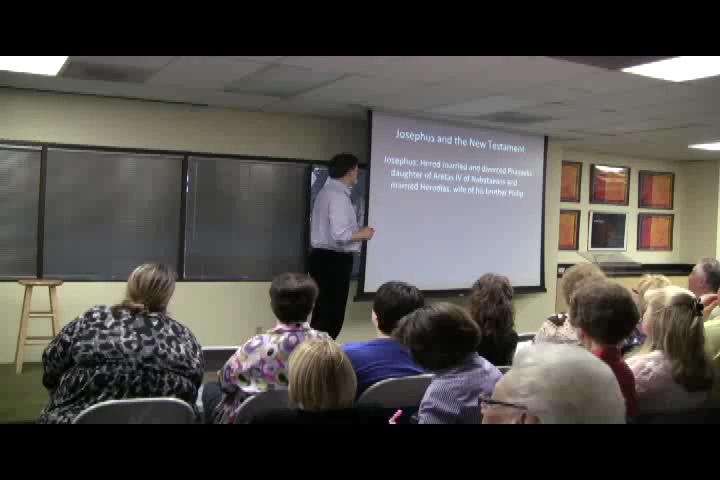 Josephus and the New Testament
Josephus: Herod married and divorced Phasaelis
daughter of Aretas IV of Nabataeans and
married Herodias, wife of his brother Philip